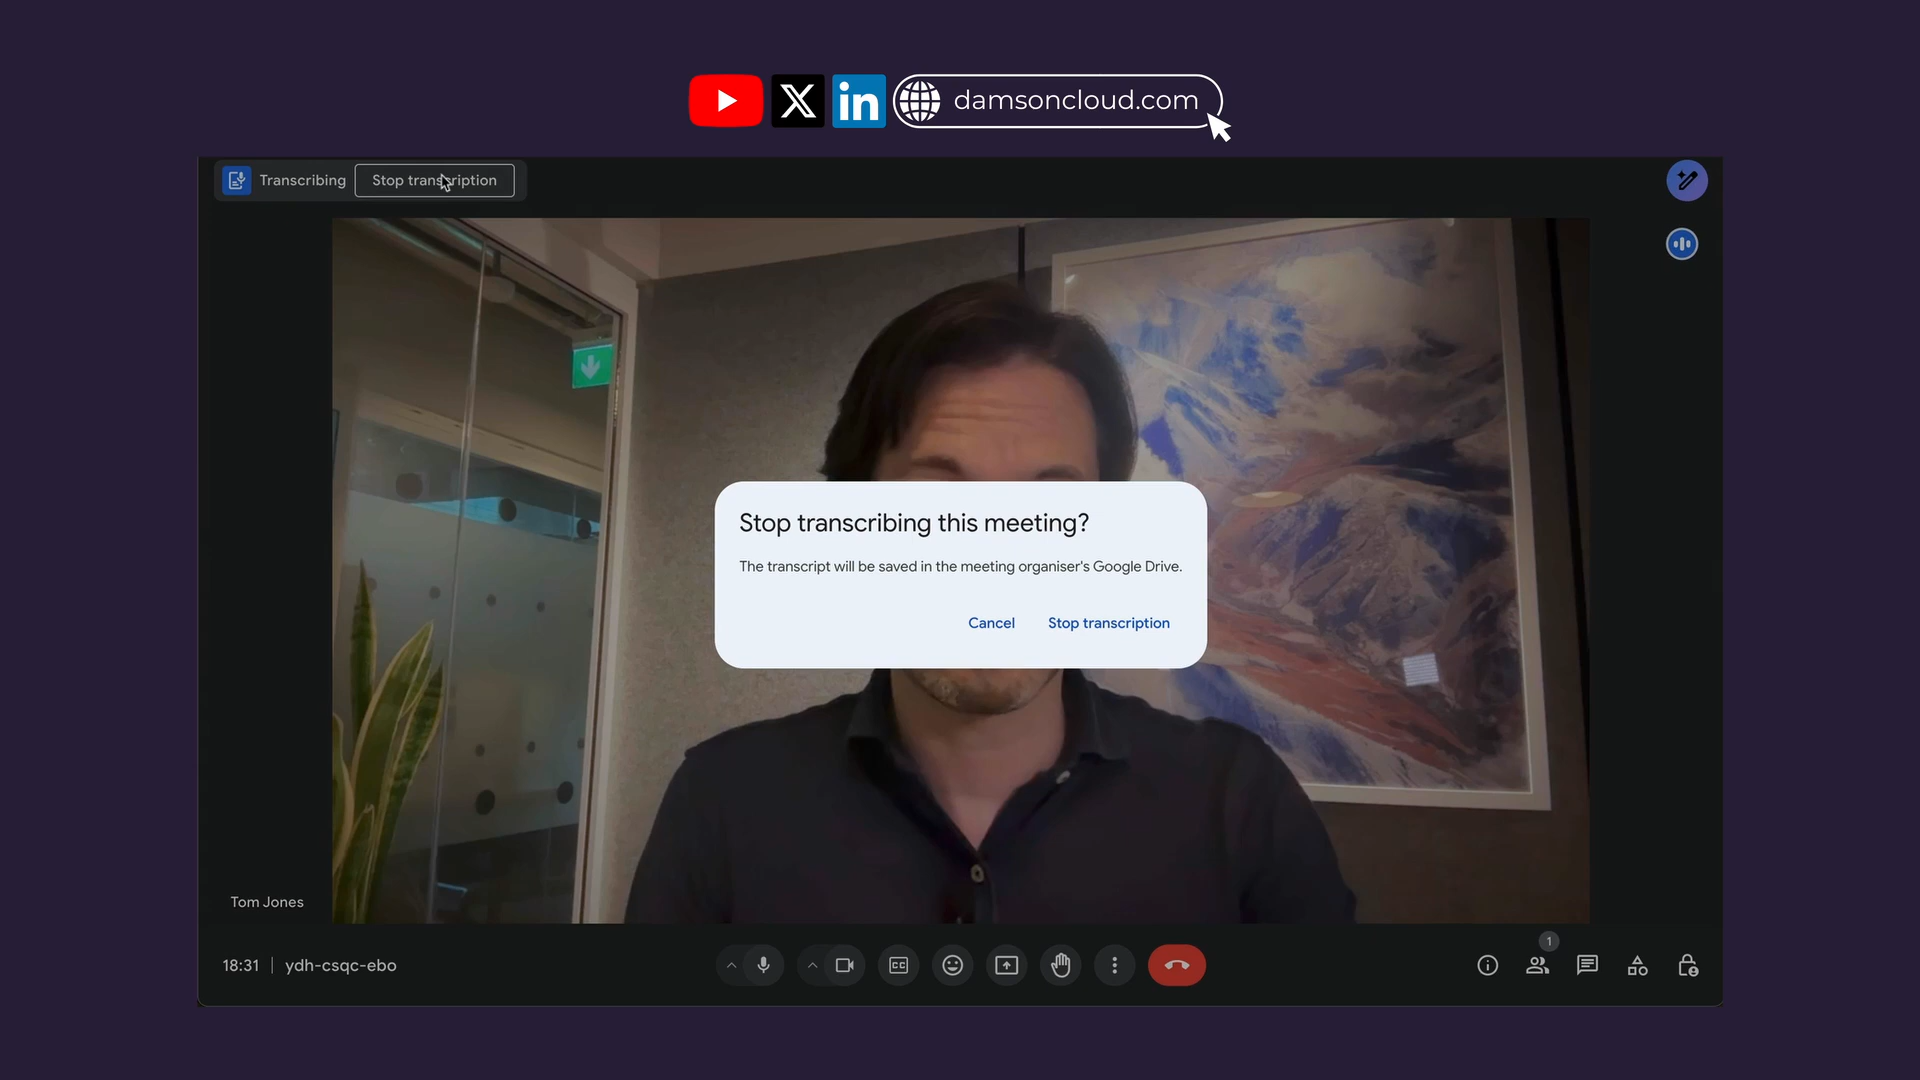 damsoncloud.com
Transcribing
Stop transcription
Stop transcribing this meeting?
The transcript will be saved in the meeting organiser's Google Drive.
Cancel
Stop transcription
Tom Jones
18:31 | ydh-csqc-ebo
CC
1